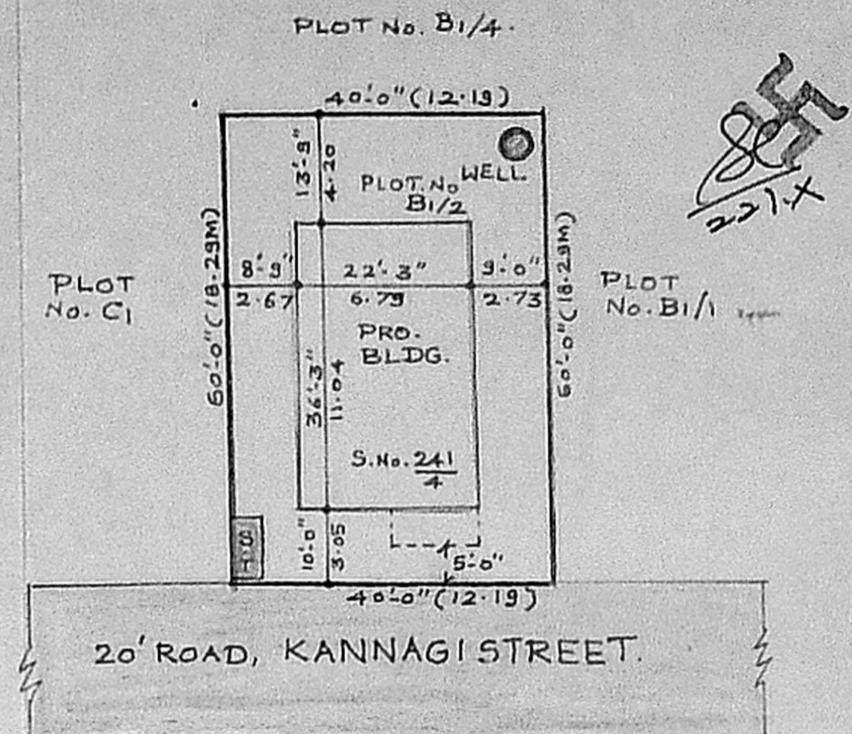 PLOT No. B1/4.
40'-0" (12.19)
13'-9"
4.20
WELL
PLOT. No
B1/2
60'-0" (18.29M)
8'-9"
2.67
22'-3"
6.79
9'-0"
2.73
60'-0" (18.29M)
PLOT
No. C1
PLOT
No. B1/1
PRO.
BLDG.
36'-3"
11.04
S.No. 241/4
S
T
10'-0"
3.05
5'-0"
40'-0" (12.19)
20' ROAD, KANNAGI STREET.